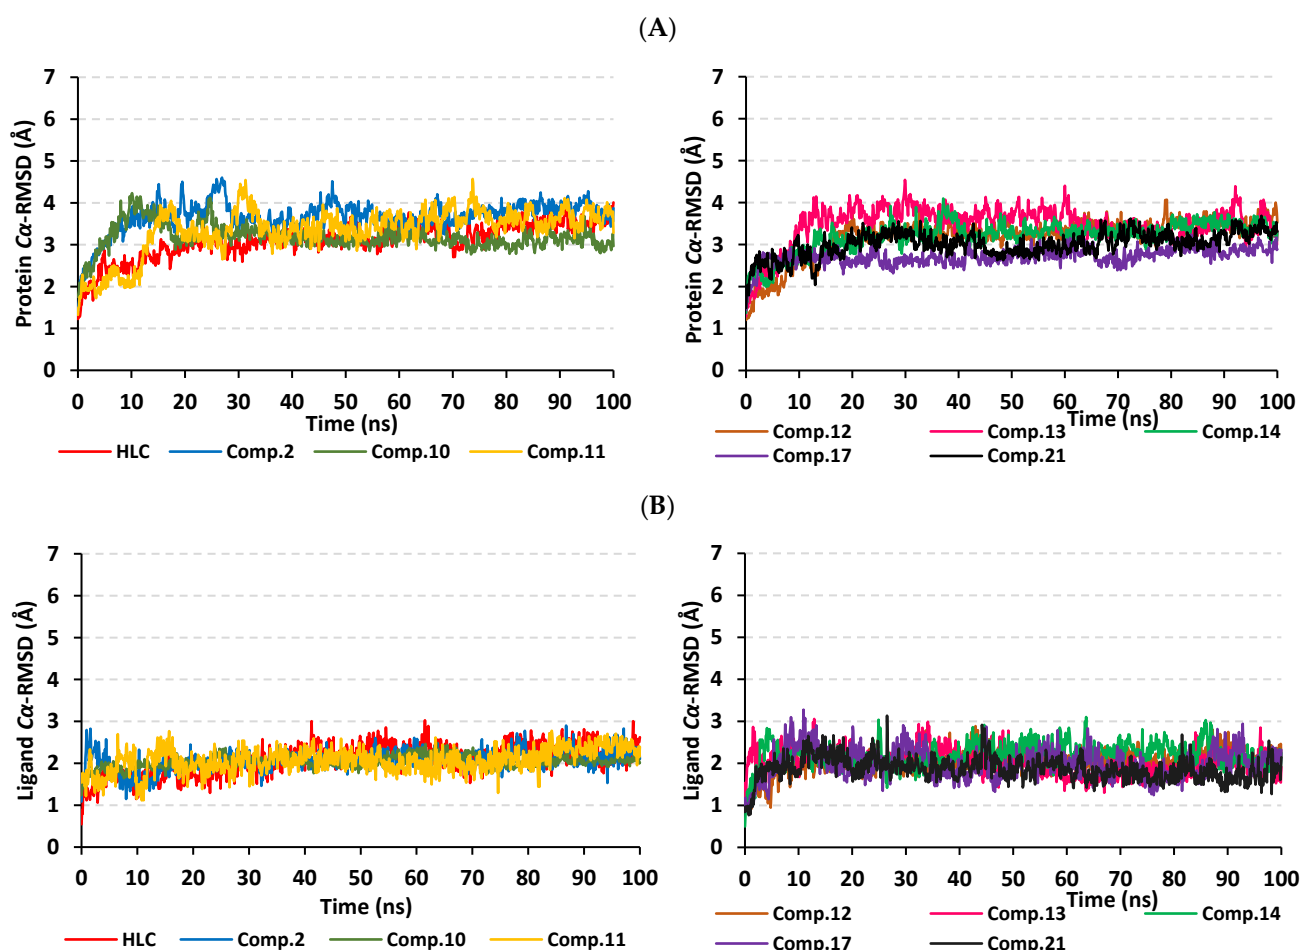 (A)
Protein Cα-RMSD (Å)
7
6
5
4
3
2
1
0
0 10 20 30 40 50 60 70 80 90 100
Time (ns)
HLC Comp.2 Comp.10 Comp.11
Protein Cα-RMSD (Å)
7
6
5
4
3
2
1
0
0 10 20 30 40 50 60 70 80 90 100
Time (ns)
Comp.12 Comp.13 Comp.14
Comp.17 Comp.21
(B)
Ligand Cα-RMSD (Å)
7
6
5
4
3
2
1
0
0 10 20 30 40 50 60 70 80 90 100
Time (ns)
HLC Comp.2 Comp.10 Comp.11
Ligand Cα-RMSD (Å)
7
6
5
4
3
2
1
0
0 10 20 30 40 50 60 70 80 90 100
Time (ns)
Comp.12 Comp.13 Comp.14
Comp.17 Comp.21